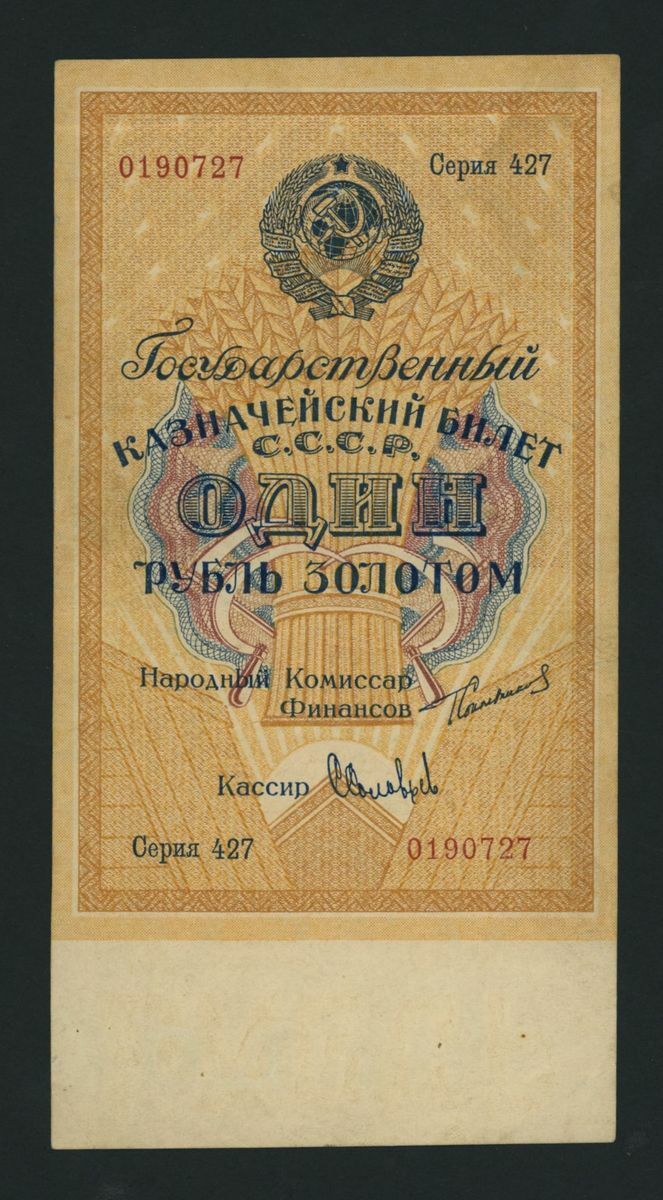 0190727 Серия 427
Государственный
КАЗНАЧЕЙСКИЙ БИЛЕТ
С.С.С.Р.
ОДИН
РУБЛЬ ЗОЛОТОМ
Народный Комиссар
Финансов
Кассир
Серия 427 0190727